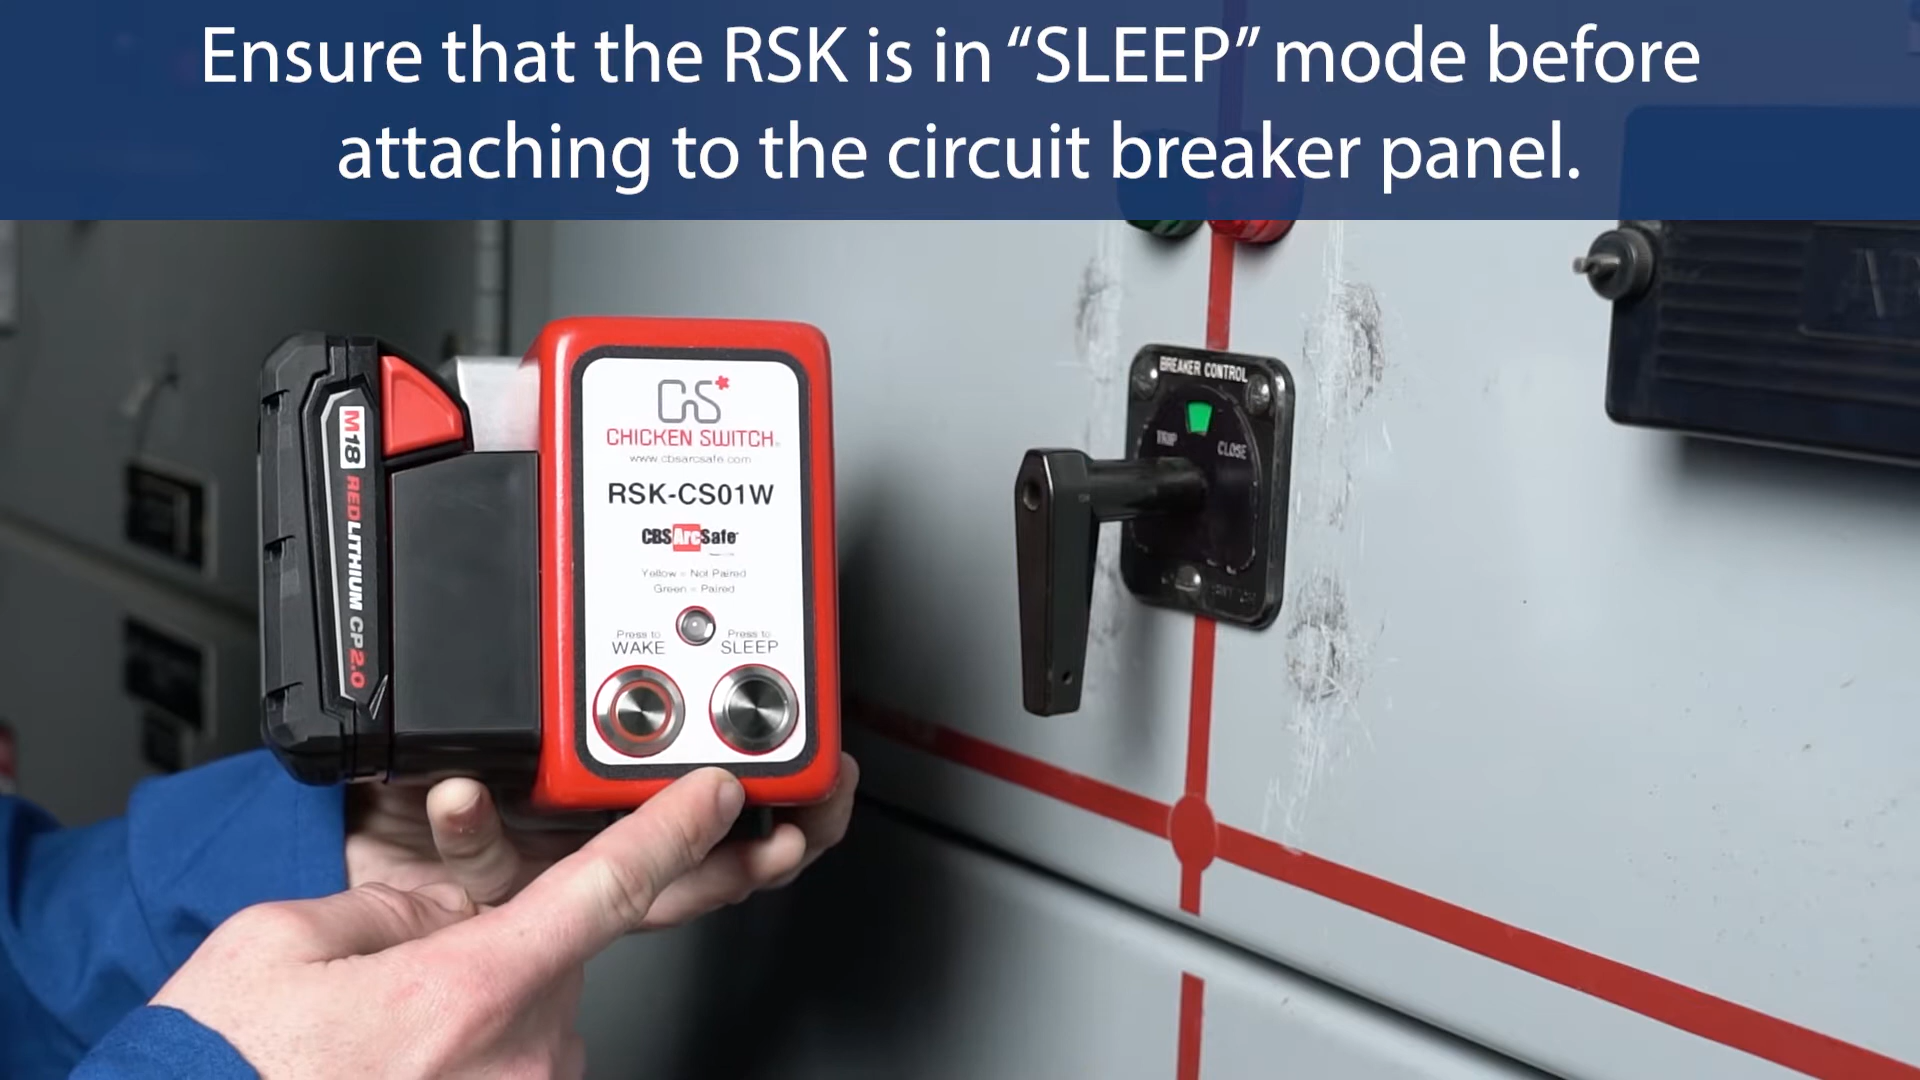 Ensure that the RSK is in “SLEEP” mode before
attaching to the circuit breaker panel.
BREAKER CONTROL
TRIP
CLOSE
M18
REDLITHIUM CP2.0
CS
CHICKEN SWITCH
www.cbsarcsafe.com
RSK-CS01W
CBSArcSafe
Yellow = Not Paired
Green = Paired
Press to
WAKE
Press to
SLEEP